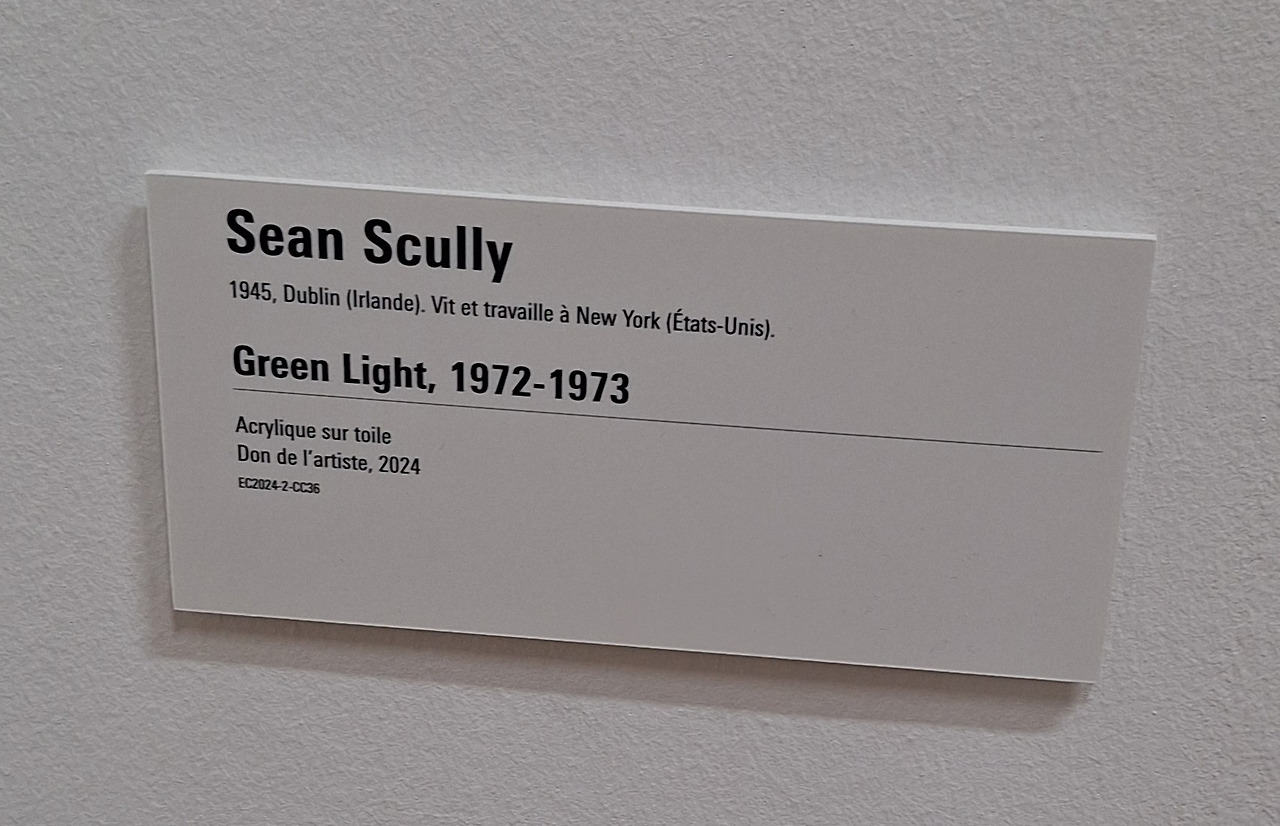 Sean Scully
1945, Dublin (Irlande). Vit et travaille à New York (États-Unis).
Green Light, 1972-1973
Acrylique sur toile
Don de l'artiste, 2024
EC2024-2-CC36